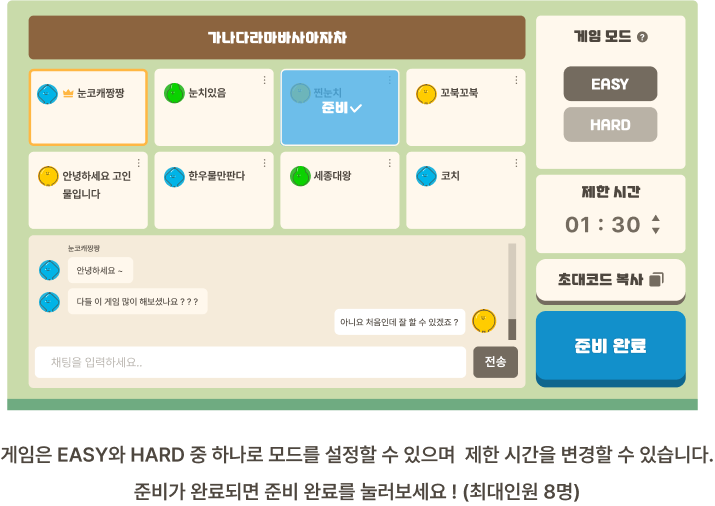 가나다라마바사아자차
눈코캐짱짱
눈치있음
찐눈치
준비
꼬북꼬북
안녕하세요 고인
물입니다
한우물만판다
세종대왕
코치
눈코캐짱짱
안녕하세요 ~
다들 이 게임 많이 해보셨나요 ? ? ?
아니요 처음인데 잘 할 수 있겠죠 ?
채팅을 입력하세요..
전송
게임 모드 ?
EASY
HARD
제한 시간
01 : 30
초대코드 복사
준비 완료
게임은 EASY와 HARD 중 하나로 모드를 설정할 수 있으며 제한 시간을 변경할 수 있습니다.
준비가 완료되면 준비 완료를 눌러보세요 ! (최대인원 8명)